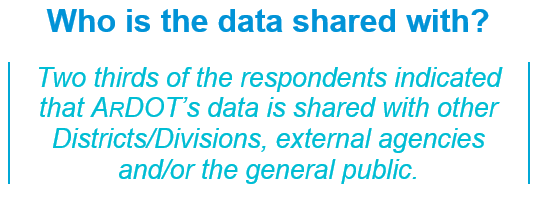 Who is the data shared with?
Two thirds of the respondents indicated
that ARDOT’s data is shared with other
Districts/Divisions, external agencies
and/or the general public.